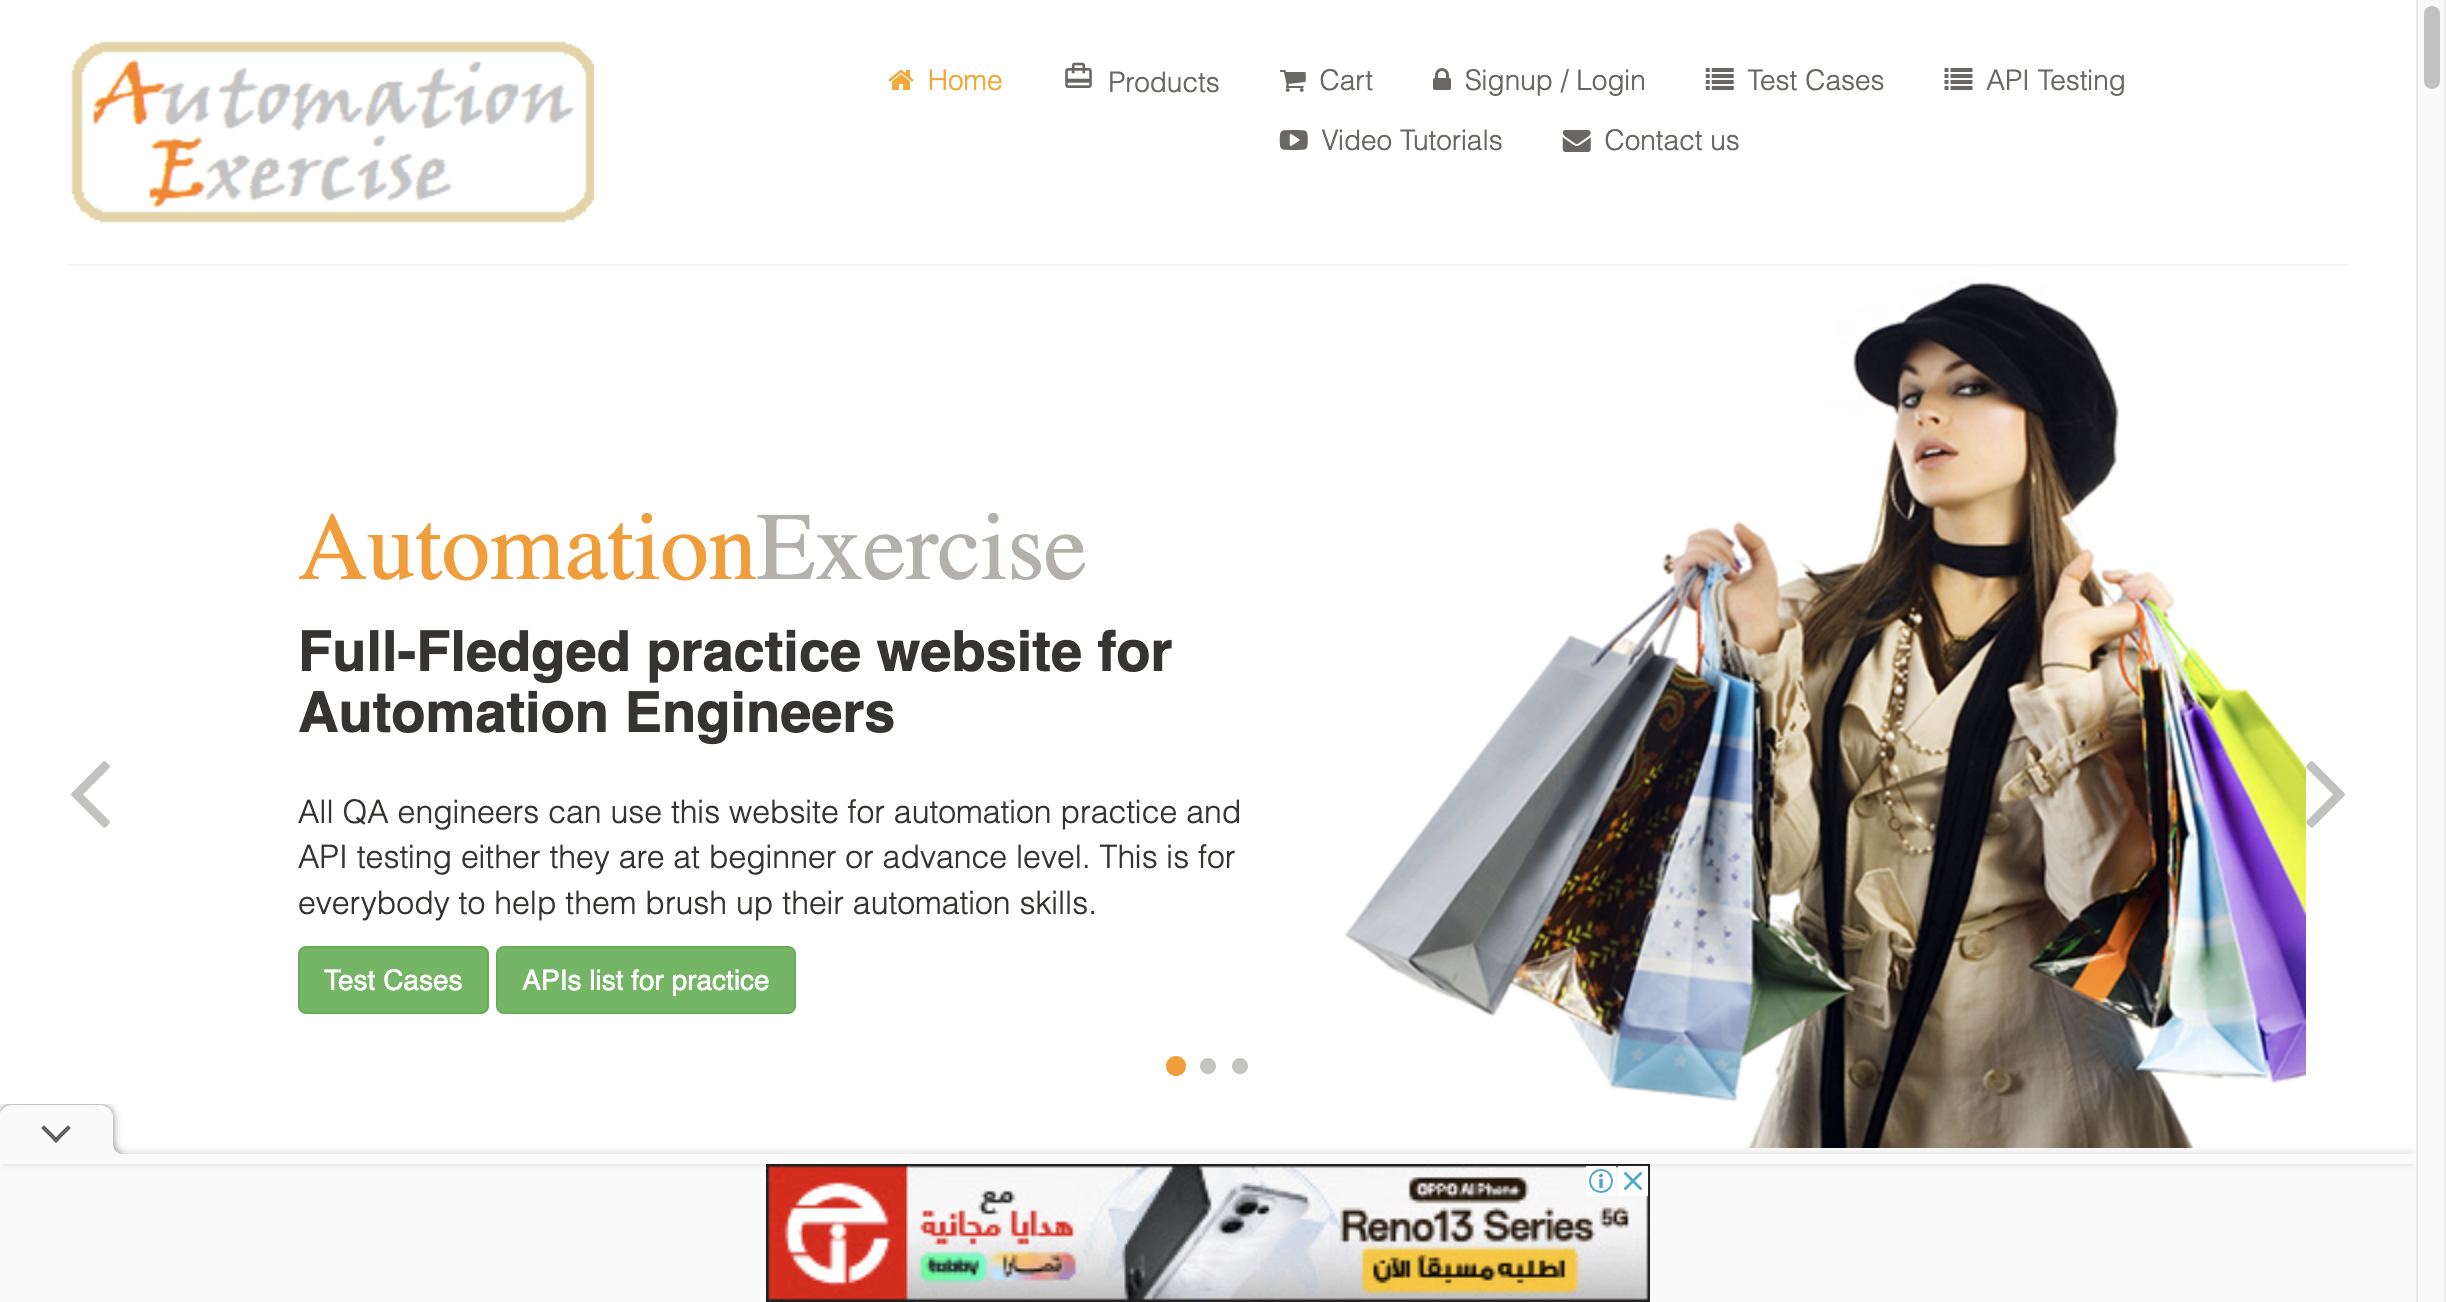 Automation
Exercise
Home
Products
Cart
Signup / Login
Test Cases
API Testing
Video Tutorials
Contact us
AutomationExercise
Full-Fledged practice website for
Automation Engineers
All QA engineers can use this website for automation practice and
API testing either they are at beginner or advance level. This is for
everybody to help them brush up their automation skills.
Test Cases
APIs list for practice
مع
هدايا مجانية
tabby
تمارا
OPPO AI Phone
Reno13 Series 5G
اطلبه مسبقاً الآن